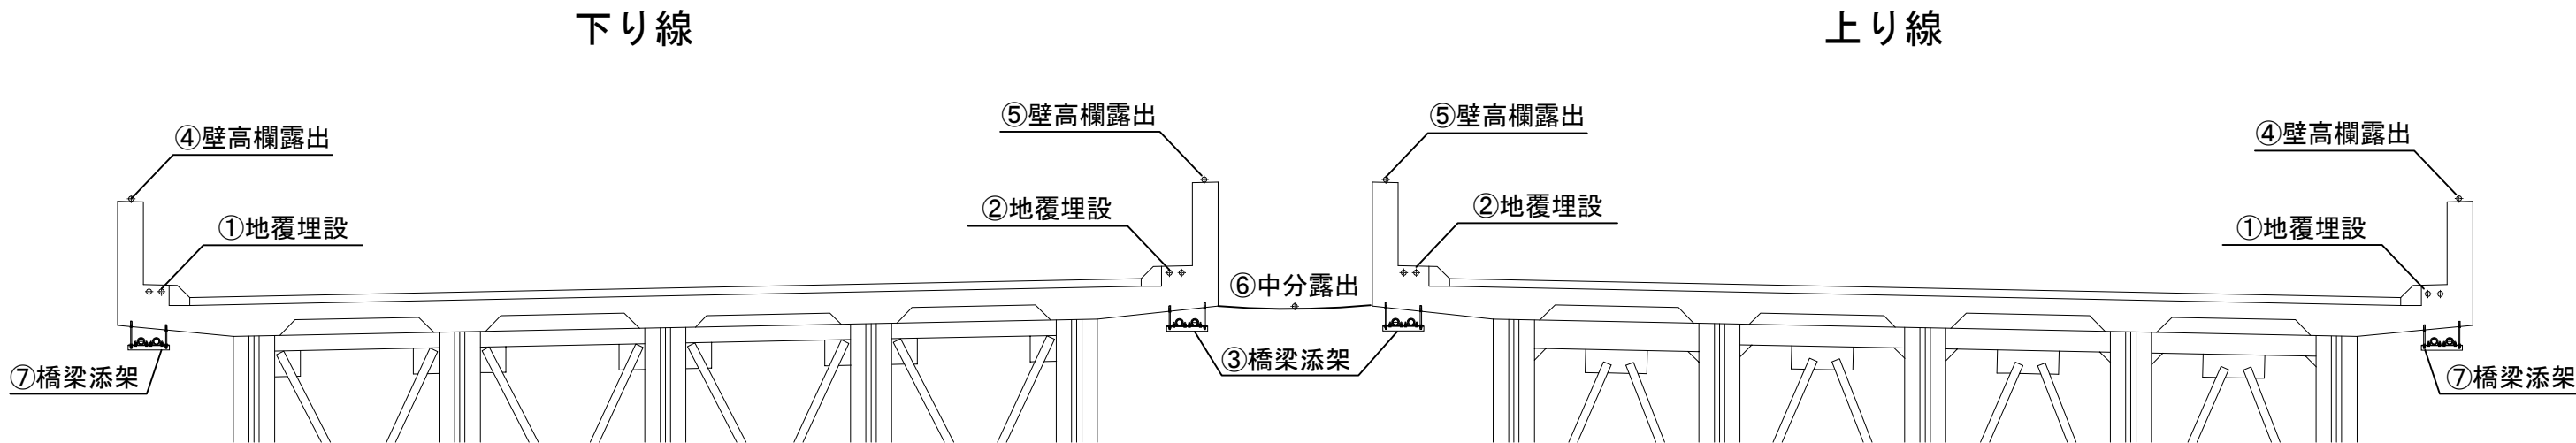 下り線
上り線
④壁高欄露出
⑤壁高欄露出
⑤壁高欄露出
④壁高欄露出
①地覆埋設
②地覆埋設
②地覆埋設
①地覆埋設
⑥中分露出
⑦橋梁添架
③橋梁添架
⑦橋梁添架